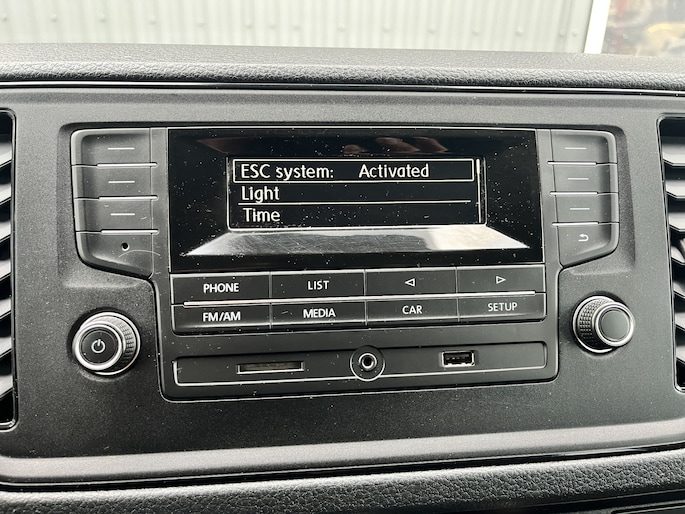 ESC system: Activated
Light
Time
PHONE LIST
FM/AM MEDIA CAR SETUP